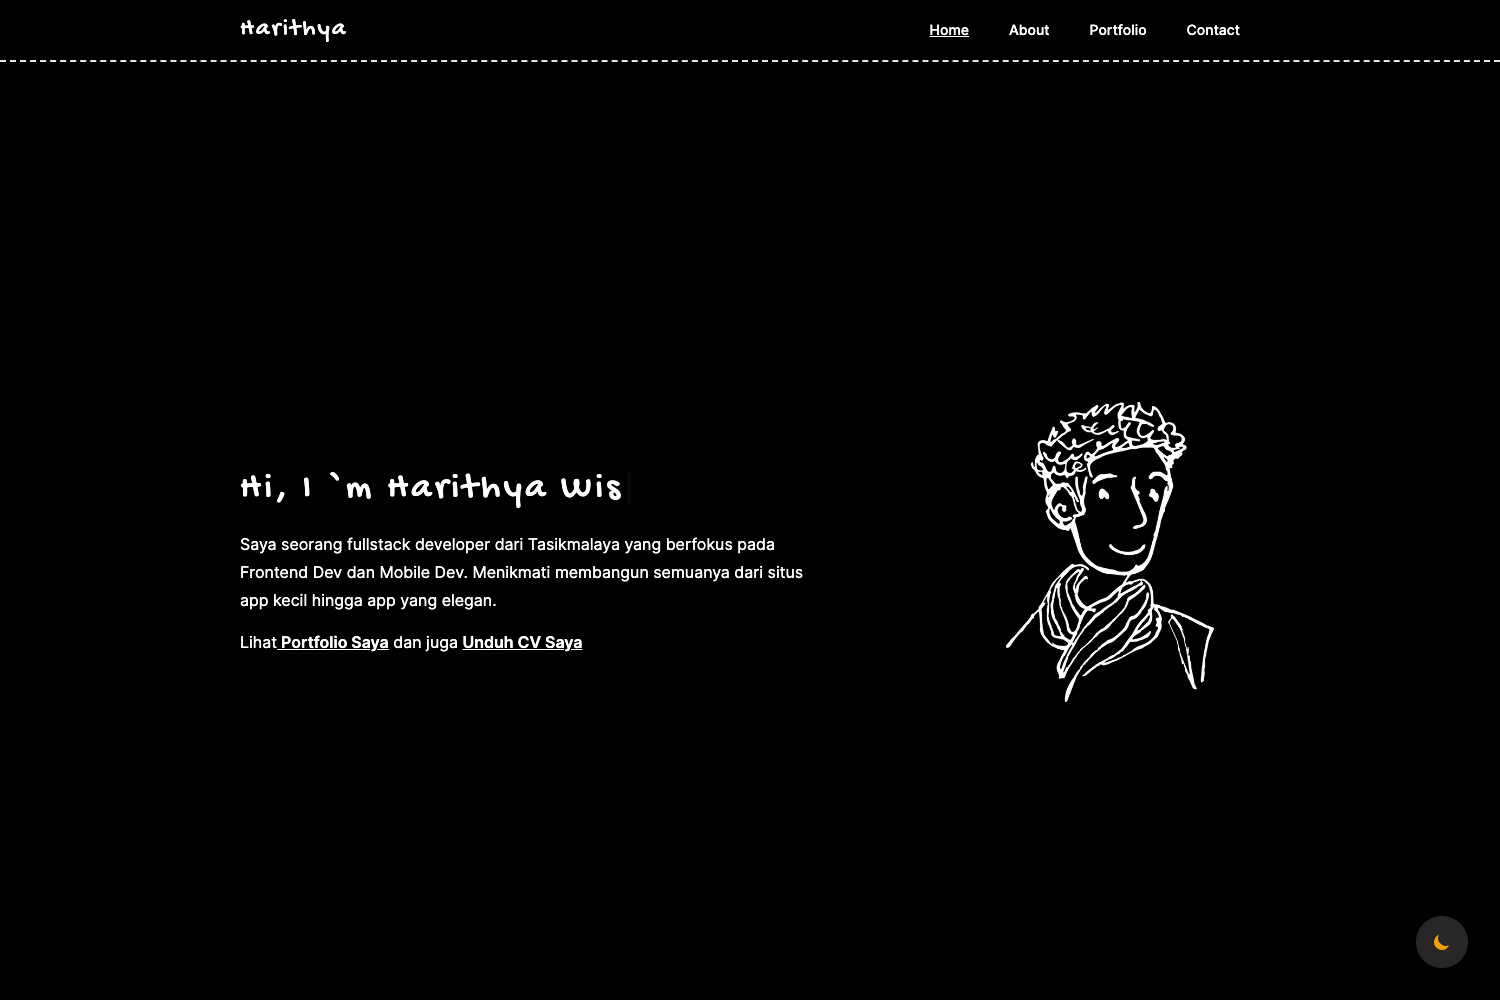 Harithya
Home About Portfolio Contact
Hi, I `m Harithya Wis
Saya seorang fullstack developer dari Tasikmalaya yang berfokus pada
Frontend Dev dan Mobile Dev. Menikmati membangun semuanya dari situs
app kecil hingga app yang elegan.
Lihat Portfolio Saya dan juga Unduh CV Saya